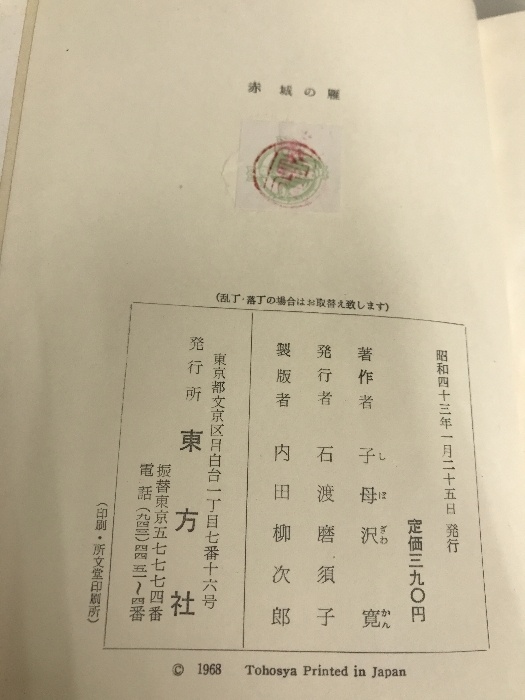 赤城の雁
(乱丁・落丁の場合はお取替え致します)
昭和四十三年一月二十五日 発行
定価三九〇円
著作者 子母沢寛
し ぼ ざわ かん
発行者 石渡磨須子
製版者 内田柳次郎
東京都文京区目白台一丁目七番十六号
発行所 東方社
振替東京五七七七四番
電話(九四三)四四五一~四番
(印刷・所文堂印刷所)
© 1968 Tohosya Printed in Japan